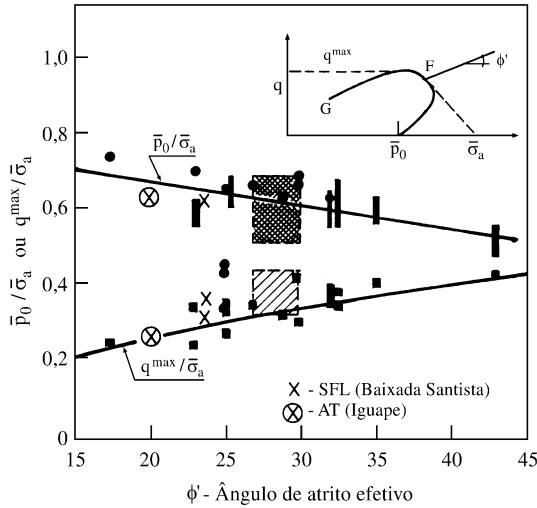 1,0
0,8
0,6
0,4
0,2
0
p̄₀/σ̄ₐ ou qᵐᵃˣ/σ̄ₐ
qᵐᵃˣ
F
ϕ'
q
G
p̄₀
σ̄ₐ
p̄₀/σ̄ₐ
qᵐᵃˣ/σ̄ₐ
X - SFL (Baixada Santista)
⊗ - AT (Iguape)
15 20 25 30 35 40 45
ϕ' - Ângulo de atrito efetivo